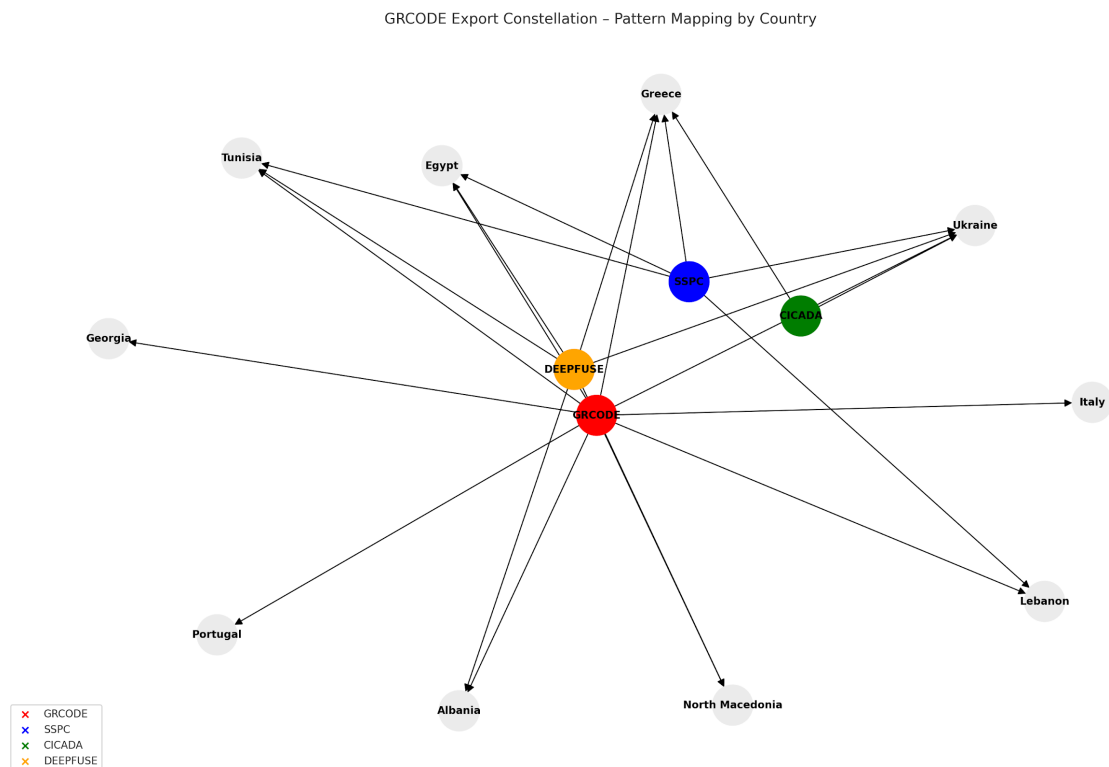 GRCODE Export Constellation – Pattern Mapping by Country
Greece
Tunisia
Egypt
Ukraine
SSPC
CICADA
Georgia
DEEPFUSE
Italy
GRCODE
Lebanon
Portugal
North Macedonia
Albania
GRCODE
SSPC
CICADA
DEEPFUSE